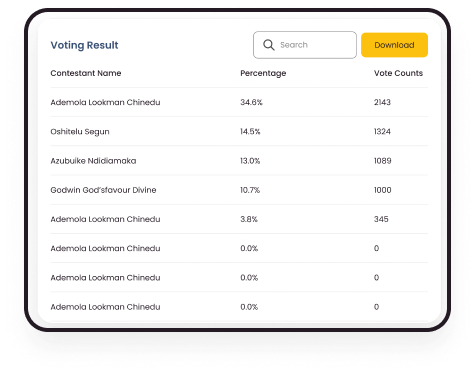 Voting Result Search Download
Contestant Name Percentage Vote Counts
Ademola Lookman Chinedu 34.6% 2143
Oshitelu Segun 14.5% 1324
Azubuike Ndidiamaka 13.0% 1089
Godwin God'sfavour Divine 10.7% 1000
Ademola Lookman Chinedu 3.8% 345
Ademola Lookman Chinedu 0.0% 0
Ademola Lookman Chinedu 0.0% 0
Ademola Lookman Chinedu 0.0% 0